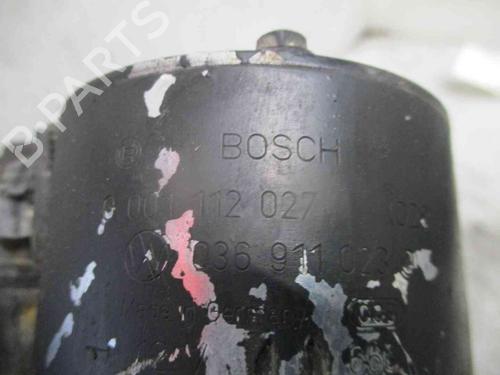 B-PARTS
BOSCH
0 001 112 027
036 911 023
Made in Germany